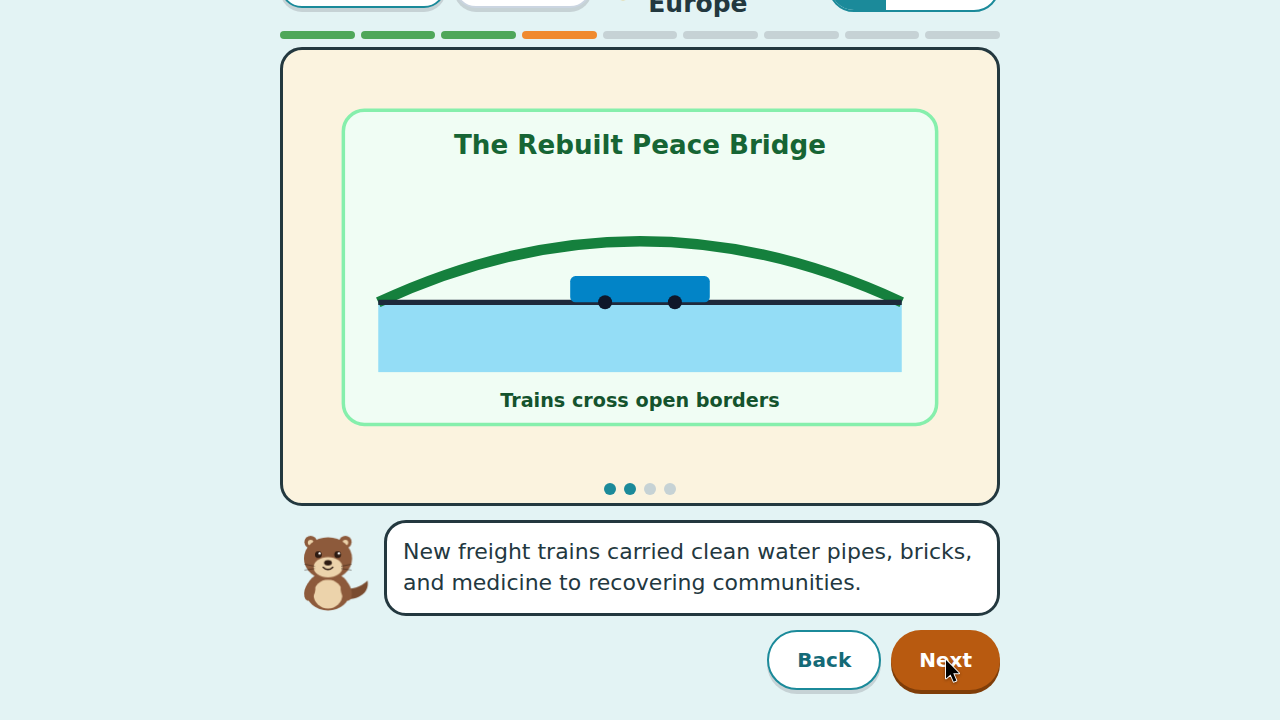 Europe
The Rebuilt Peace Bridge
Trains cross open borders
New freight trains carried clean water pipes, bricks,
and medicine to recovering communities.
Back
Next